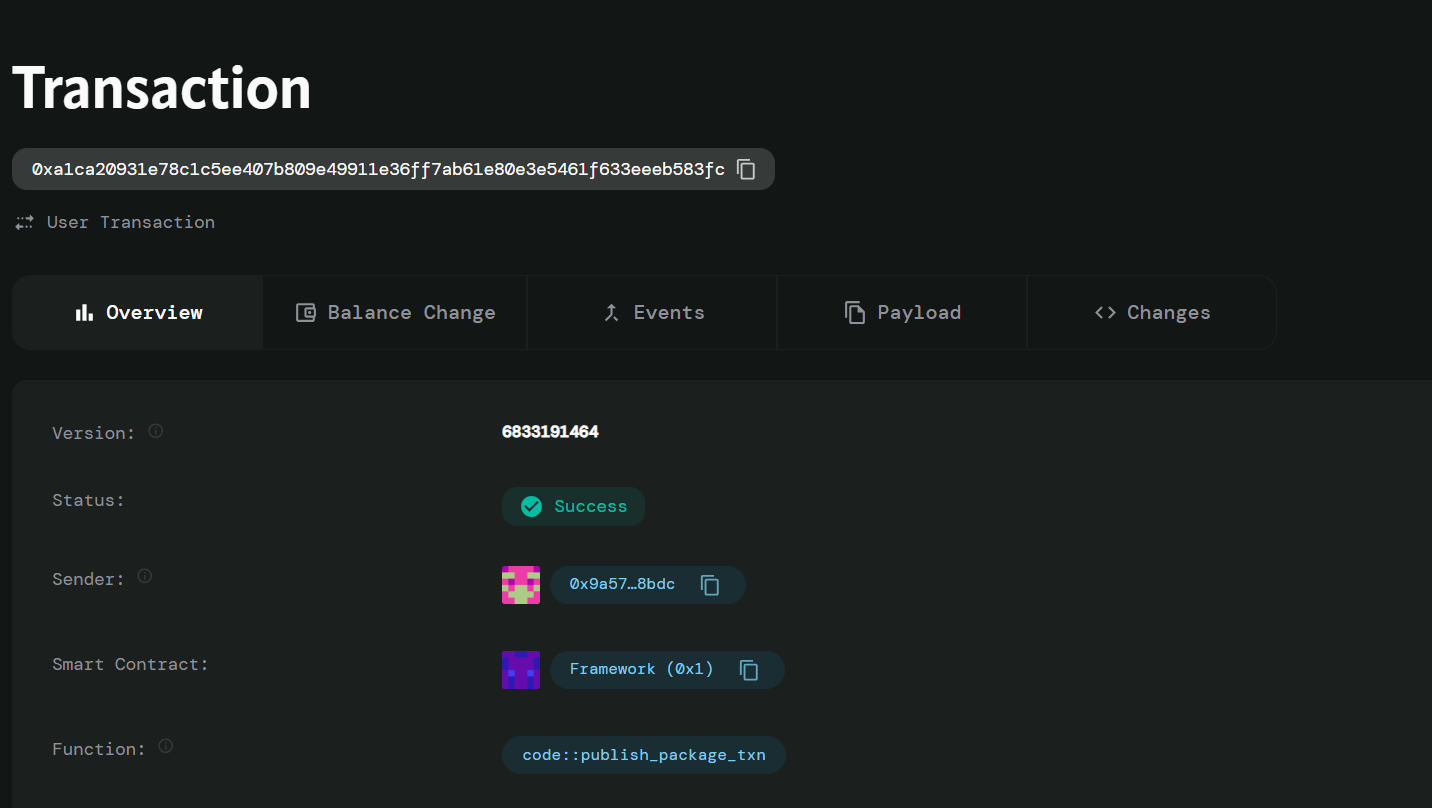 Transaction
0xa1ca20931e78c1c5ee407b809e49911e36ff7ab61e80e3e5461f633eeeb583fc
User Transaction
Overview
Balance Change
Events
Payload
Changes
Version:
6833191464
Status:
Success
Sender:
0x9a57…8bdc
Smart Contract:
Framework (0x1)
Function:
code::publish_package_txn